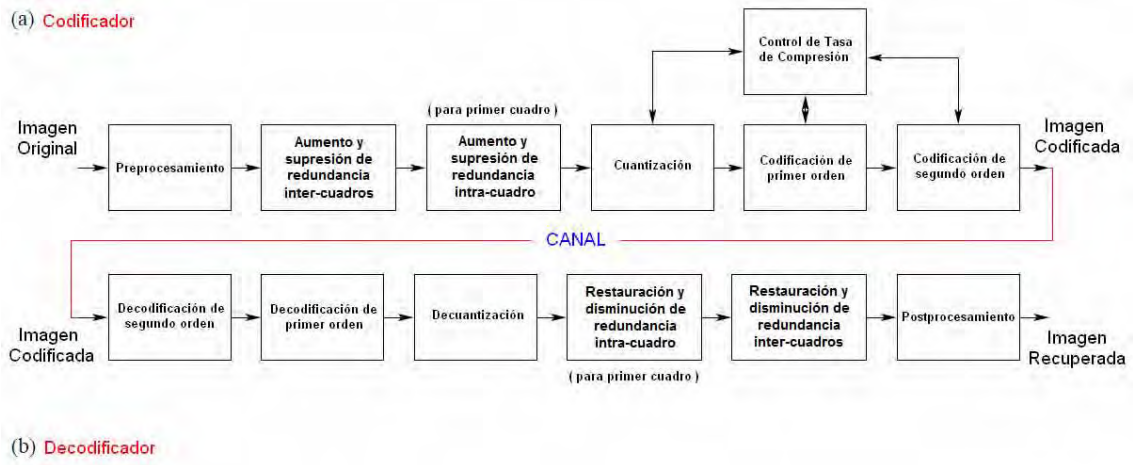 (a) Codificador
Control de Tasa
de Compresión
( para primer cuadro )
Imagen
Original
Preprocesamiento
Aumento y
supresión de
redundancia
inter-cuadros
Aumento y
supresión de
redundancia
intra-cuadro
Cuantización
Codificación de
primer orden
Codificación de
segundo orden
Imagen
Codificada
CANAL
Imagen
Codificada
Decodificación de
segundo orden
Decodificación de
primer orden
Decuantización
Restauración y
disminución de
redundancia
intra-cuadro
( para primer cuadro )
Restauración y
disminución de
redundancia
inter-cuadros
Postprocesamiento
Imagen
Recuperada
(b) Decodificador